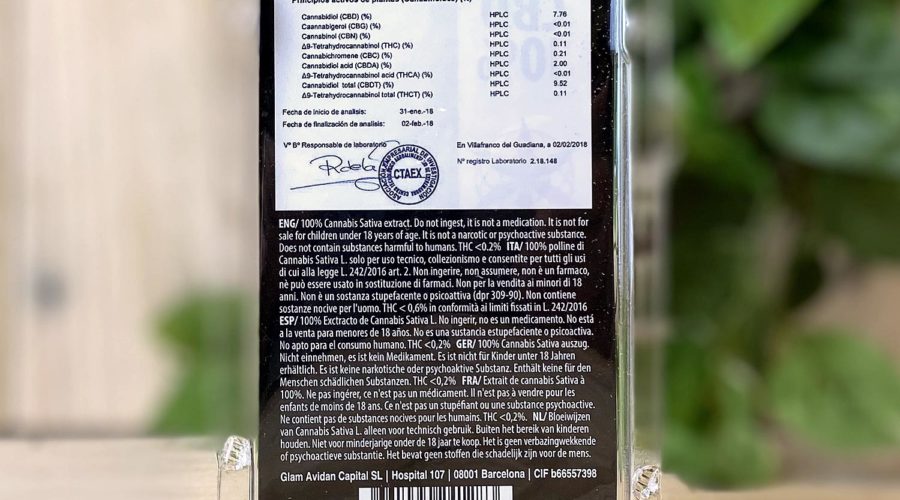 Principios activos de plantas (Cannabinoides) (%)
Cannabidiol (CBD) (%) HPLC 7.76
Caannabigerol (CBG) (%) HPLC <0.01
Cannabinol (CBN) (%) HPLC <0.01
Δ9-Tetrahydrocannabinol (THC) (%) HPLC 0.11
Cannabichromene (CBC) (%) HPLC 0.21
Cannabidiol acid (CBDA) (%) HPLC 2.00
Δ9-Tetrahydrocannabinol acid (THCA) (%) HPLC <0.01
Cannabidiol total (CBDT) (%) HPLC 9.52
Δ9-Tetrahydrocannabinol total (THCT) (%) HPLC 0.11
Fecha de inicio de analisis: 31-ene.-18
Fecha de finalización de analisis: 02-feb.-18
Vº Bº Responsable de laboratorio En Villafranco del Guadiana, a 02/02/2018
Nº registro Laboratorio 2.18.148
CTAEX
ENG/ 100% Cannabis Sativa extract. Do not ingest, it is not a medication. It is not for
sale for children under 18 years of age. It is not a narcotic or psychoactive substance.
Does not contain substances harmful to humans. THC <0.2% ITA/ 100% polline di
Cannabis Sativa L. solo per uso tecnico, collezionismo e consentite per tutti gli usi
di cui alla legge L. 242/2016 art. 2. Non ingerire, non assumere, non è un farmaco,
nè può essere usato in sostituzione di farmaci. Non per la vendita ai minori di 18
anni. Non è un sostanza stupefacente o psicoattiva (dpr 309-90). Non contiene
sostanze nocive per l'uomo. THC < 0,6% in conformità ai limiti fissati in L. 242/2016
ESP/ 100% Exctracto de Cannabis Sativa L. No ingerir, no es un medicamento. No está
a la venta para menores de 18 años. No es una sustancia estupefaciente o psicoactiva.
No apto para el consumo humano. THC <0,2% GER/ 100% Cannabis Sativa auszug.
Nicht einnehmen, es ist kein Medikament. Es ist nicht für Kinder unter 18 Jahren
erhältlich. Es ist keine narkotische oder psychoactive Substanz. Enthält keine für den
Menschen schädlichen Substanzen. THC <0,2% FRA/ Extrait de cannabis Sativa à
100%. Ne pas ingérer, ce n'est pas un médicament. Il n'est pas à vendre pour les
enfants de moins de 18 ans. Ce n'est pas un stupéfiant ou une substance psychoactive.
Ne contient pas de substances nocives pour les humains. THC <0,2%. NL/ Bloeiwijzen
van Cannabis Sativa L. alleen voor technisch gebruik. Buiten het bereik van kinderen
houden. Niet voor minderjarige onder de 18 jaar te koop. Het is geen verbazingwekkende
of psychoactieve substantie. Het bevat geen stoffen die schadelijk zijn voor de mens.
Glam Avidan Capital SL | Hospital 107 | 08001 Barcelona | CIF b66557398